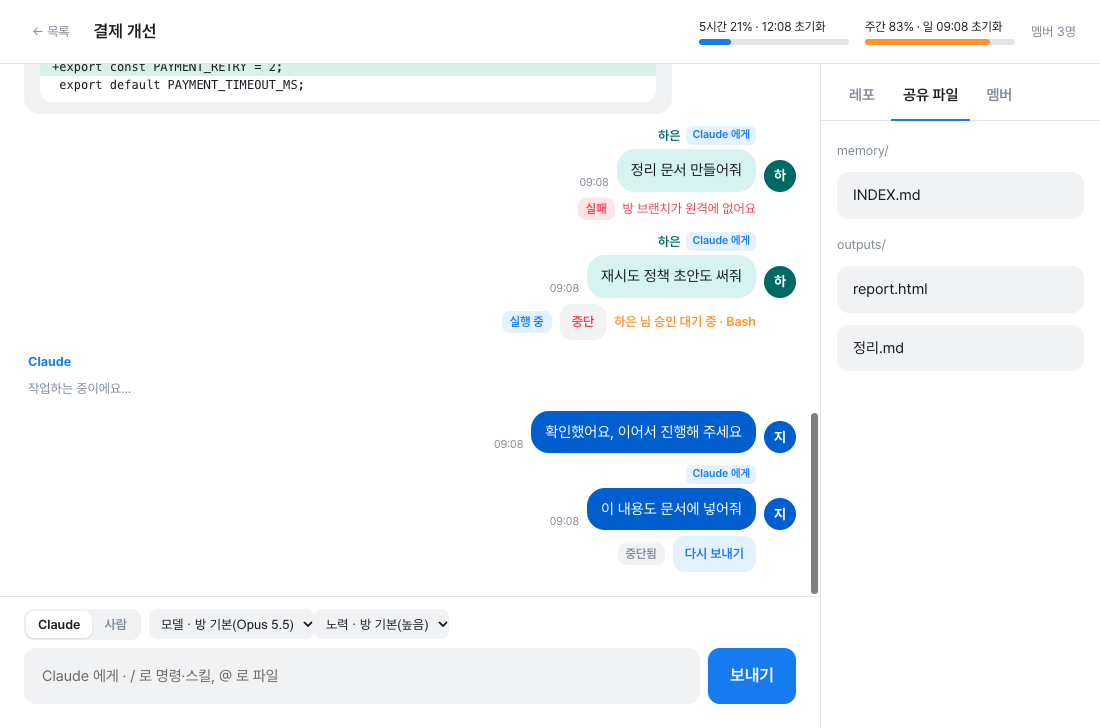 ← 목록
결제 개선
5시간 21% · 12:08 초기화
주간 83% · 일 09:08 초기화
멤버 3명
+export const PAYMENT_RETRY = 2;
export default PAYMENT_TIMEOUT_MS;
하은 Claude 에게
정리 문서 만들어줘
하
09:08
실패 방 브랜치가 원격에 없어요
하은 Claude 에게
재시도 정책 초안도 써줘
하
09:08
실행 중 중단 하은 님 승인 대기 중 · Bash
Claude
작업하는 중이에요…
확인했어요, 이어서 진행해 주세요
지
09:08
Claude 에게
이 내용도 문서에 넣어줘
지
09:08
중단됨 다시 보내기
Claude 사람 모델 · 방 기본(Opus 5.5) 노력 · 방 기본(높음)
Claude 에게 · / 로 명령·스킬, @ 로 파일
보내기
레포 공유 파일 멤버
memory/
INDEX.md
outputs/
report.html
정리.md